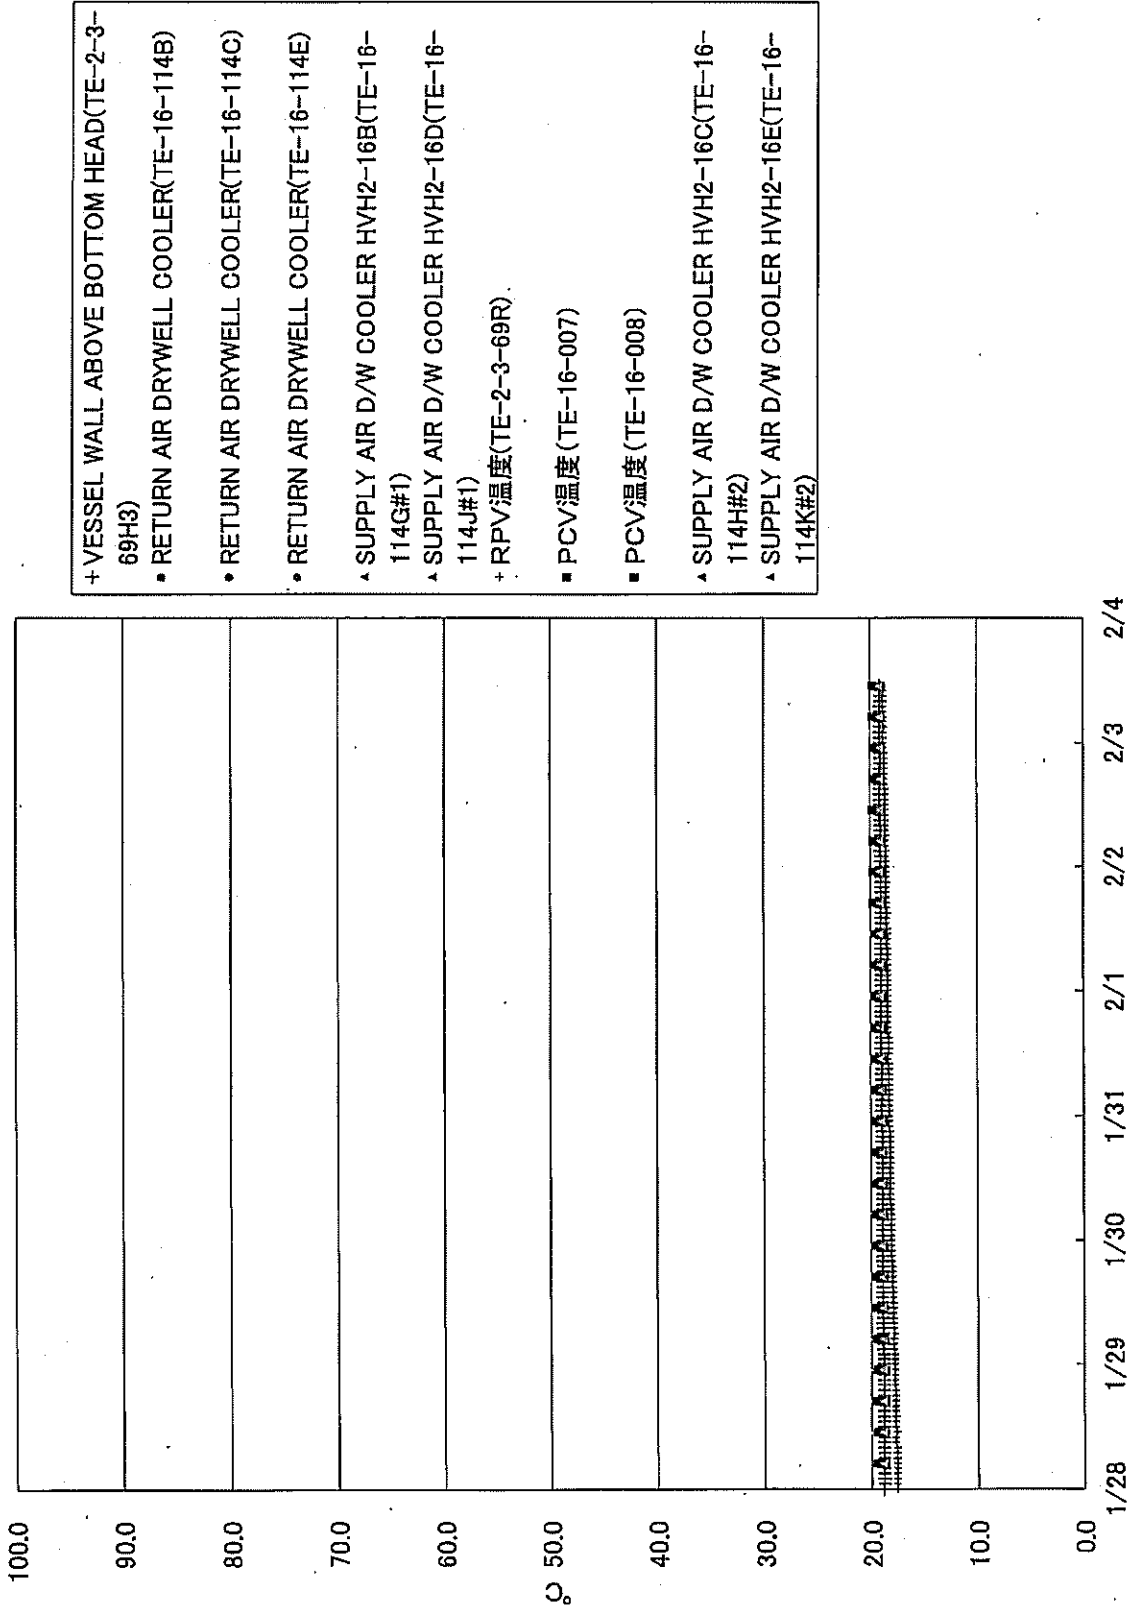 + VESSEL WALL ABOVE BOTTOM HEAD(TE-2-3-
69H3)
● RETURN AIR DRYWELL COOLER(TE-16-114B)
● RETURN AIR DRYWELL COOLER(TE-16-114C)
● RETURN AIR DRYWELL COOLER(TE-16-114E)
▲ SUPPLY AIR D/W COOLER HVH2-16B(TE-16-
114G#1)
▲ SUPPLY AIR D/W COOLER HVH2-16D(TE-16-
114J#1)
+ RPV温度(TE-2-3-69R)
■ PCV温度(TE-16-007)
■ PCV温度(TE-16-008)
▲ SUPPLY AIR D/W COOLER HVH2-16C(TE-16-
114H#2)
▲ SUPPLY AIR D/W COOLER HVH2-16E(TE-16-
114K#2)
100.0
90.0
80.0
70.0
60.0
50.0
40.0
30.0
20.0
10.0
0.0
℃
1/28 1/29 1/30 1/31 2/1 2/2 2/3 2/4